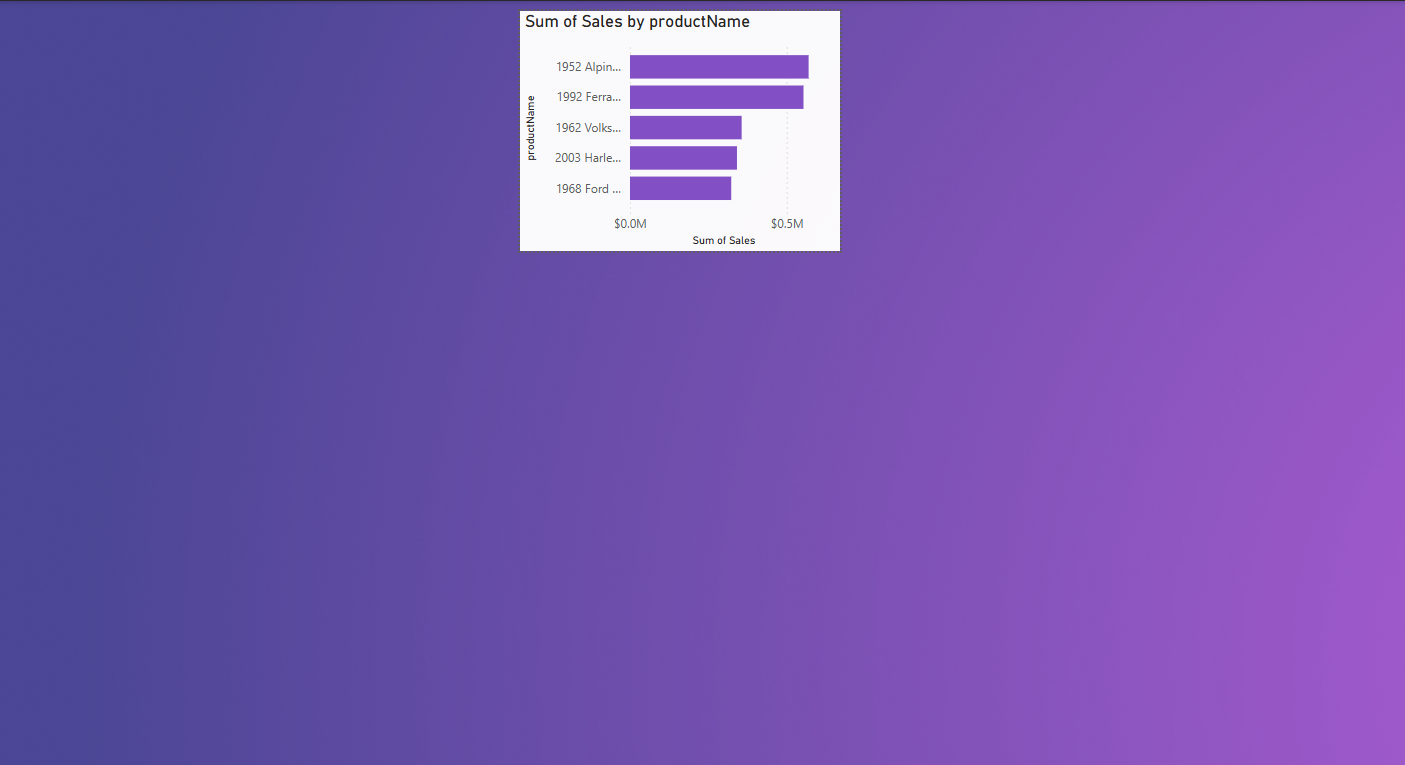 Sum of Sales by productName
productName
1952 Alpin...
1992 Ferra...
1962 Volks...
2003 Harle...
1968 Ford ...
$0.0M $0.5M
Sum of Sales